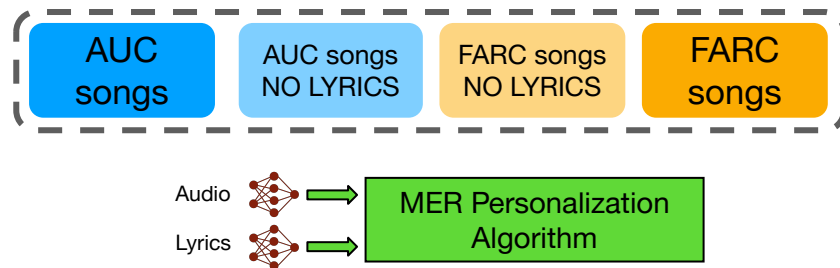 AUC
songs
AUC songs
NO LYRICS
FARC songs
NO LYRICS
FARC
songs
Audio
Lyrics
MER Personalization
Algorithm